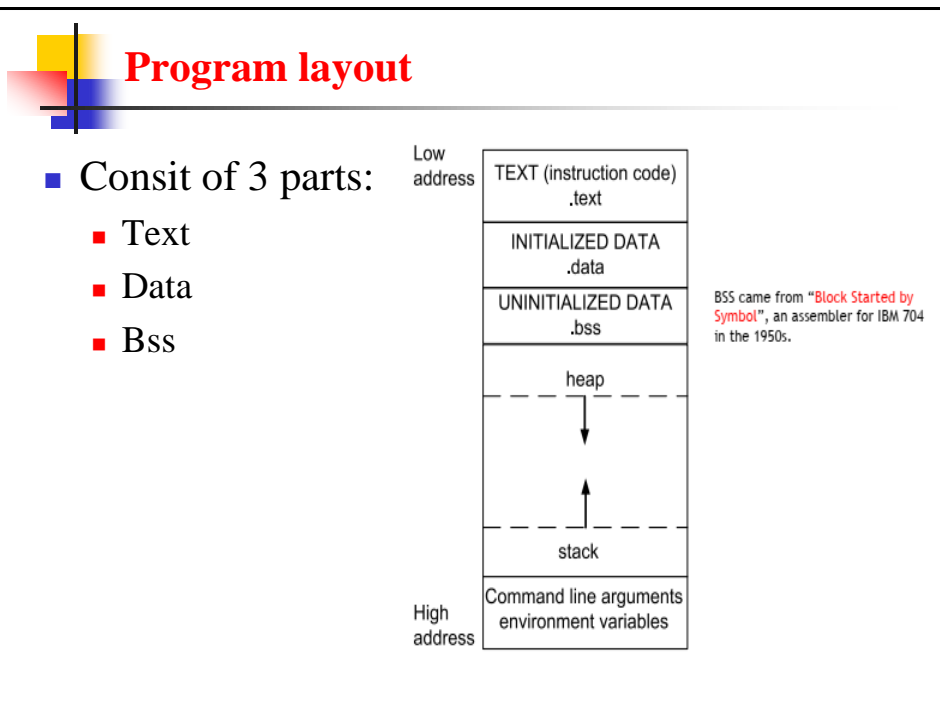 Program layout
Consit of 3 parts:
Text
Data
Bss
Low
address
TEXT (instruction code)
.text
INITIALIZED DATA
.data
UNINITIALIZED DATA
.bss
heap
stack
Command line arguments
environment variables
High
address
BSS came from “Block Started by
Symbol”, an assembler for IBM 704
in the 1950s.